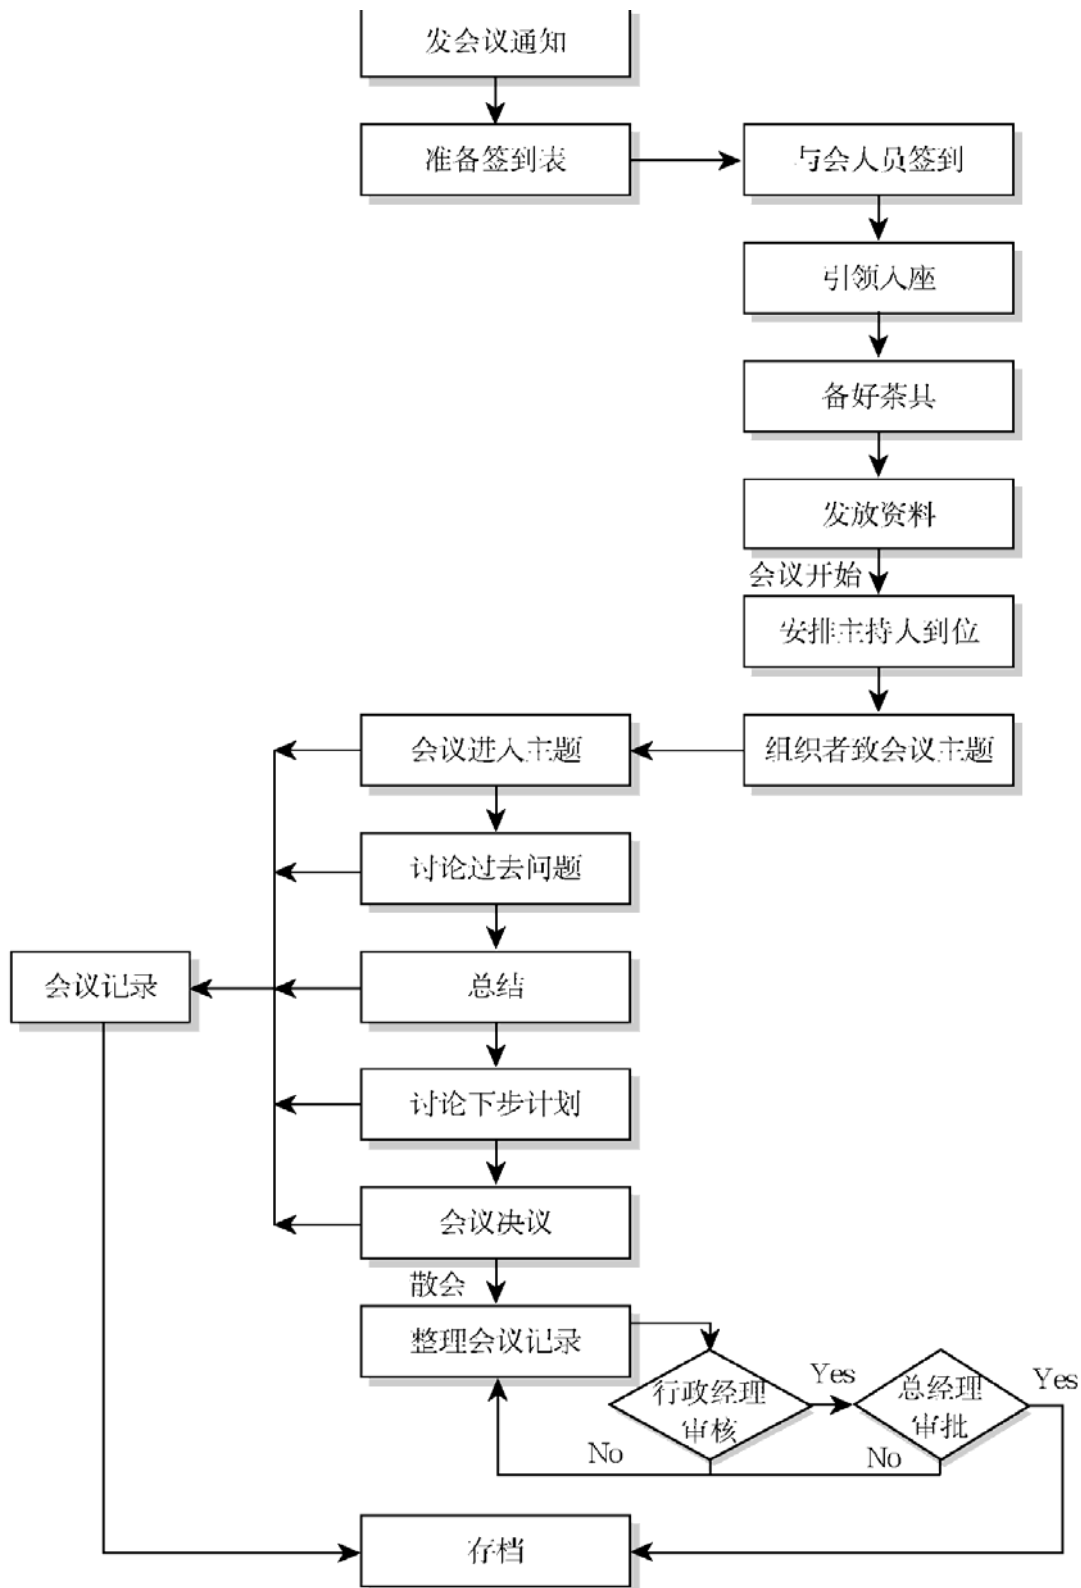 发会议通知
准备签到表
与会人员签到
引领入座
备好茶具
发放资料
会议开始
安排主持人到位
组织者致会议主题
会议进入主题
讨论过去问题
总结
会议记录
讨论下步计划
会议决议
散会
整理会议记录
行政经理
审核
Yes
总经理
审批
Yes
No
No
存档